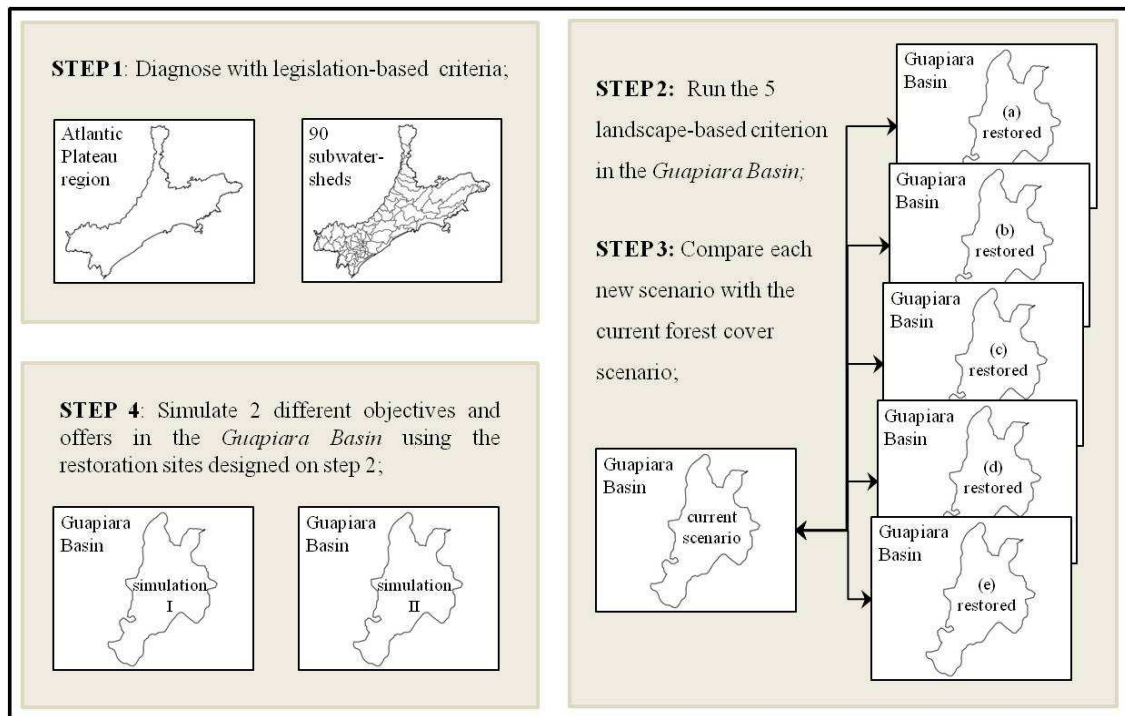 STEP 1: Diagnose with legislation-based criteria;
Atlantic
Plateau
region
90
subwater-
sheds
STEP 2: Run the 5
landscape-based criterion
in the Guapiara Basin;
STEP 3: Compare each
new scenario with the
current forest cover
scenario;
Guapiara
Basin
current
scenario
Guapiara
Basin
(a)
restored
Guapiara
Basin
(b)
restored
Guapiara
Basin
(c)
restored
Guapiara
Basin
(d)
restored
Guapiara
Basin
(e)
restored
STEP 4: Simulate 2 different objectives and
offers in the Guapiara Basin using the
restoration sites designed on step 2;
Guapiara
Basin
simulation
I
Guapiara
Basin
simulation
II